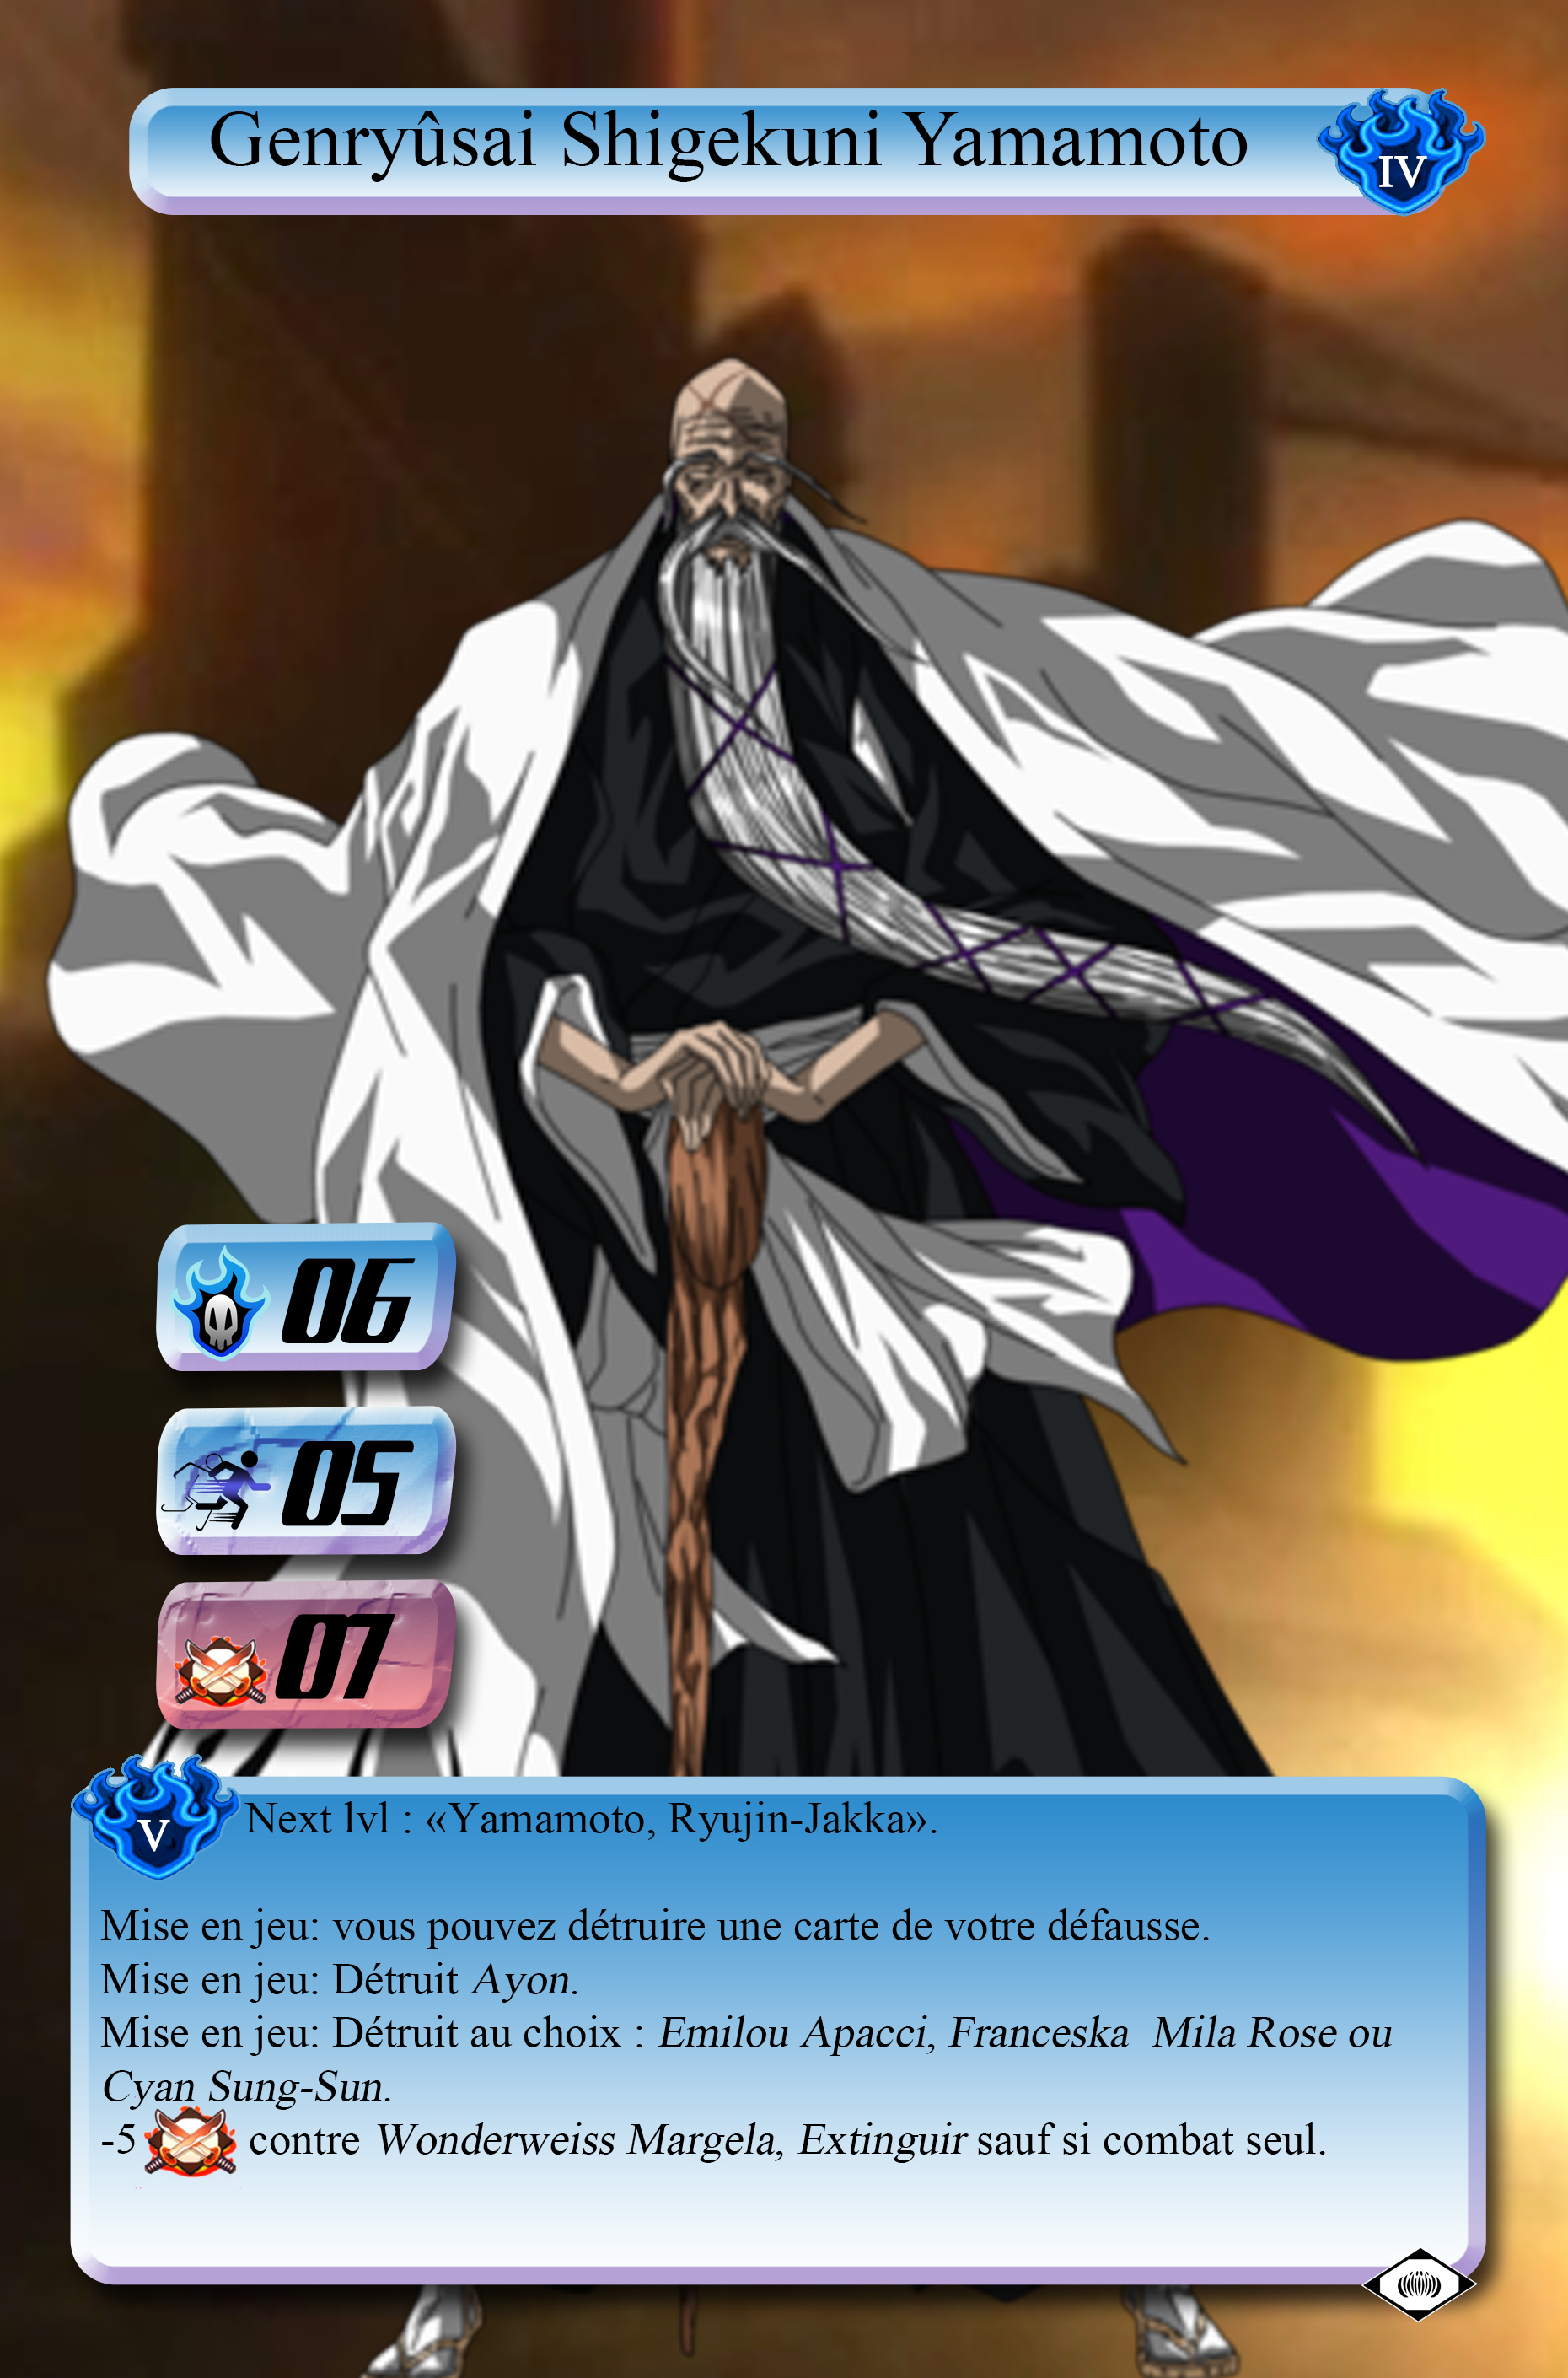 Genryûsai Shigekuni Yamamoto
IV
06
05
07
V
Next lvl : «Yamamoto, Ryujin-Jakka».
Mise en jeu: vous pouvez détruire une carte de votre défausse.
Mise en jeu: Détruit Ayon.
Mise en jeu: Détruit au choix : Emilou Apacci, Franceska Mila Rose ou
Cyan Sung-Sun.
-5 contre Wonderweiss Margela, Extinguir sauf si combat seul.